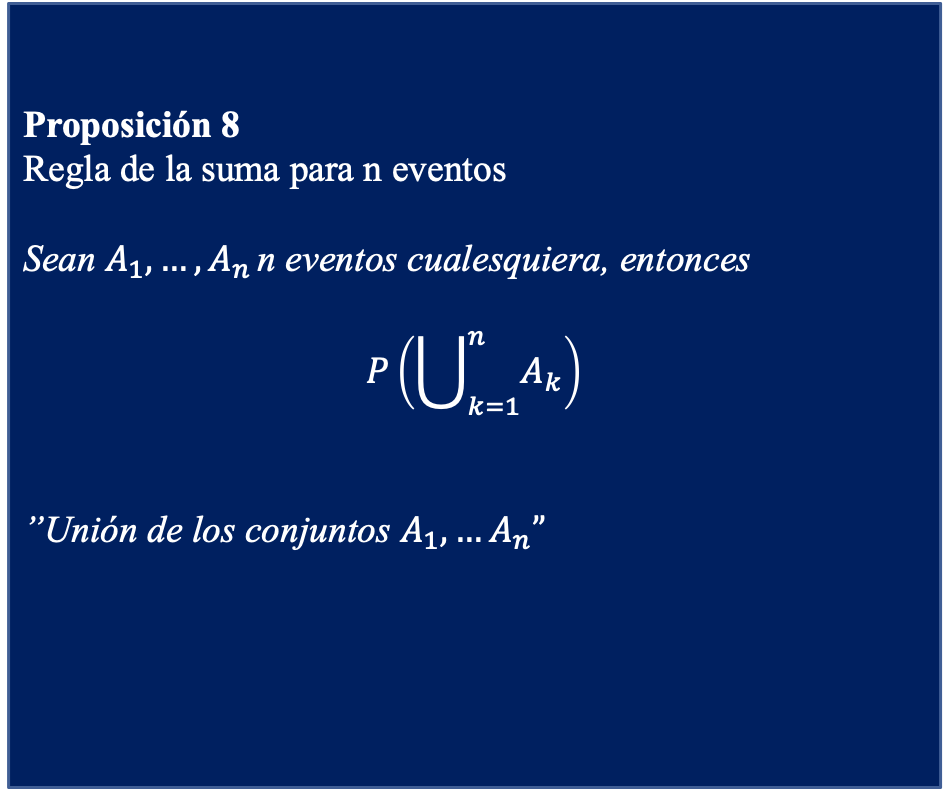 Proposición 8
Regla de la suma para n eventos
Sean A₁, … , Aₙ n eventos cualesquiera, entonces
P(⋃ₖ₌₁ⁿ Aₖ)
”Unión de los conjuntos A₁, … Aₙ”